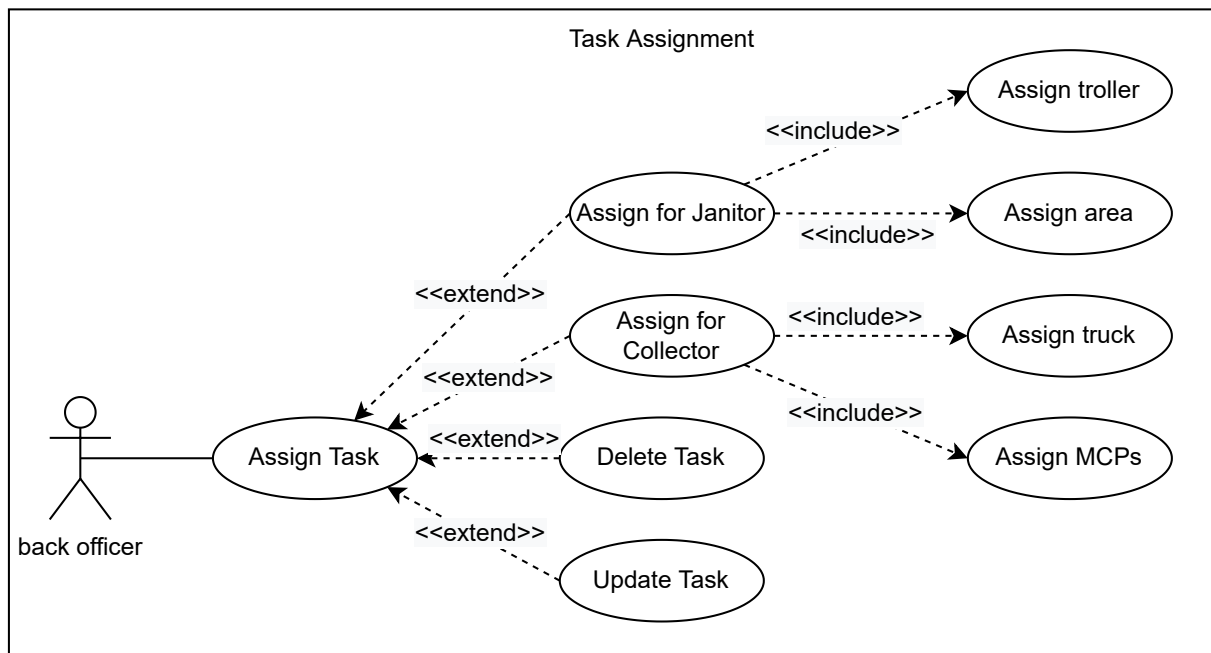 Task Assignment
Assign troller
<<include>>
Assign for Janitor
Assign area
<<include>>
<<extend>>
Assign for
Collector
<<include>>
Assign truck
<<extend>>
<<include>>
back officer
Assign Task
<<extend>>
Delete Task
Assign MCPs
<<extend>>
Update Task